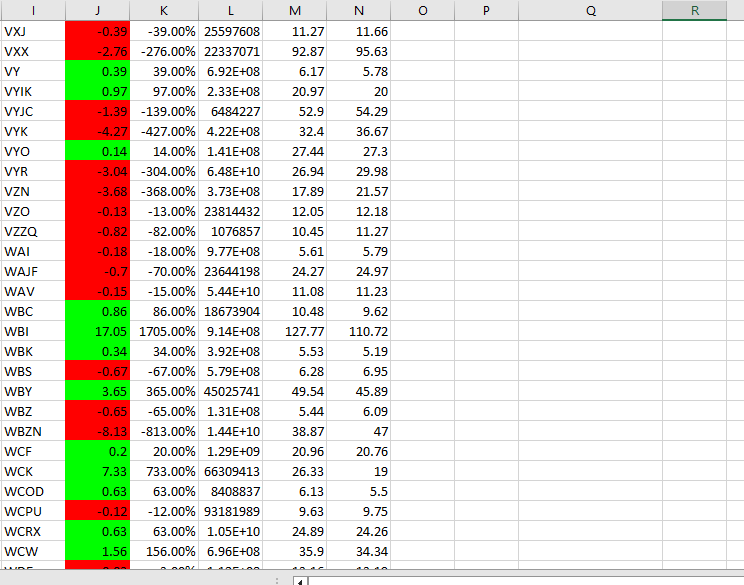 I J K L M N O P Q R
VXJ -0.39 -39.00% 25597608 11.27 11.66
VXX -2.76 -276.00% 22337071 92.87 95.63
VY 0.39 39.00% 6.92E+08 6.17 5.78
VYIK 0.97 97.00% 2.33E+08 20.97 20
VYJC -1.39 -139.00% 6484227 52.9 54.29
VYK -4.27 -427.00% 4.22E+08 32.4 36.67
VYO 0.14 14.00% 1.41E+08 27.44 27.3
VYR -3.04 -304.00% 6.48E+10 26.94 29.98
VZN -3.68 -368.00% 3.73E+08 17.89 21.57
VZO -0.13 -13.00% 23814432 12.05 12.18
VZZQ -0.82 -82.00% 1076857 10.45 11.27
WAI -0.18 -18.00% 9.77E+08 5.61 5.79
WAJF -0.7 -70.00% 23644198 24.27 24.97
WAV -0.15 -15.00% 5.44E+10 11.08 11.23
WBC 0.86 86.00% 18673904 10.48 9.62
WBI 17.05 1705.00% 9.14E+08 127.77 110.72
WBK 0.34 34.00% 3.92E+08 5.53 5.19
WBS -0.67 -67.00% 5.79E+08 6.28 6.95
WBY 3.65 365.00% 45025741 49.54 45.89
WBZ -0.65 -65.00% 1.31E+08 5.44 6.09
WBZN -8.13 -813.00% 1.44E+10 38.87 47
WCF 0.2 20.00% 1.29E+09 20.96 20.76
WCK 7.33 733.00% 66309413 26.33 19
WCOD 0.63 63.00% 8408837 6.13 5.5
WCPU -0.12 -12.00% 93181989 9.63 9.75
WCRX 0.63 63.00% 1.05E+10 24.89 24.26
WCW 1.56 156.00% 6.96E+08 35.9 34.34